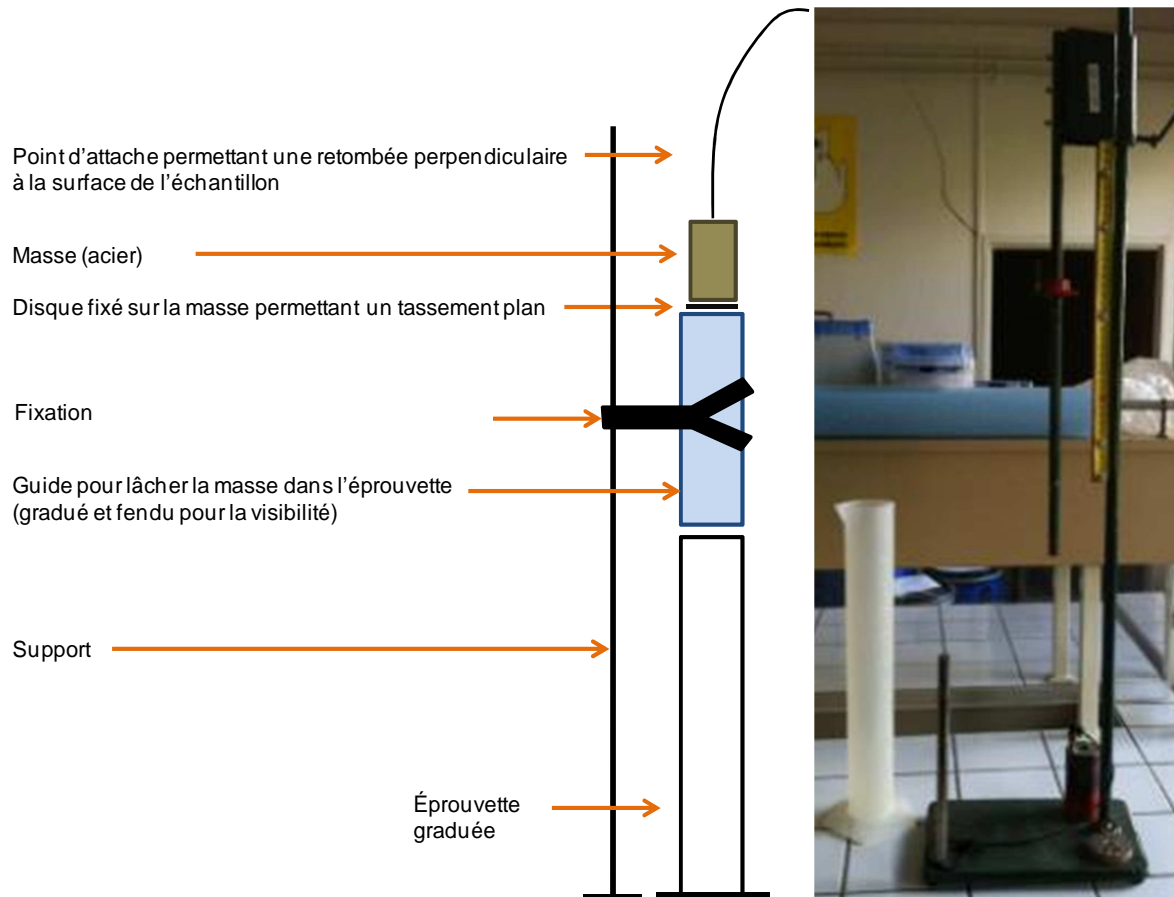 Point d'attache permettant une retombée perpendiculaire
à la surface de l'échantillon
Masse (acier)
Disque fixé sur la masse permettant un tassement plan
Fixation
Guide pour lâcher la masse dans l'éprouvette
(gradué et fendu pour la visibilité)
Support
Éprouvette
graduée